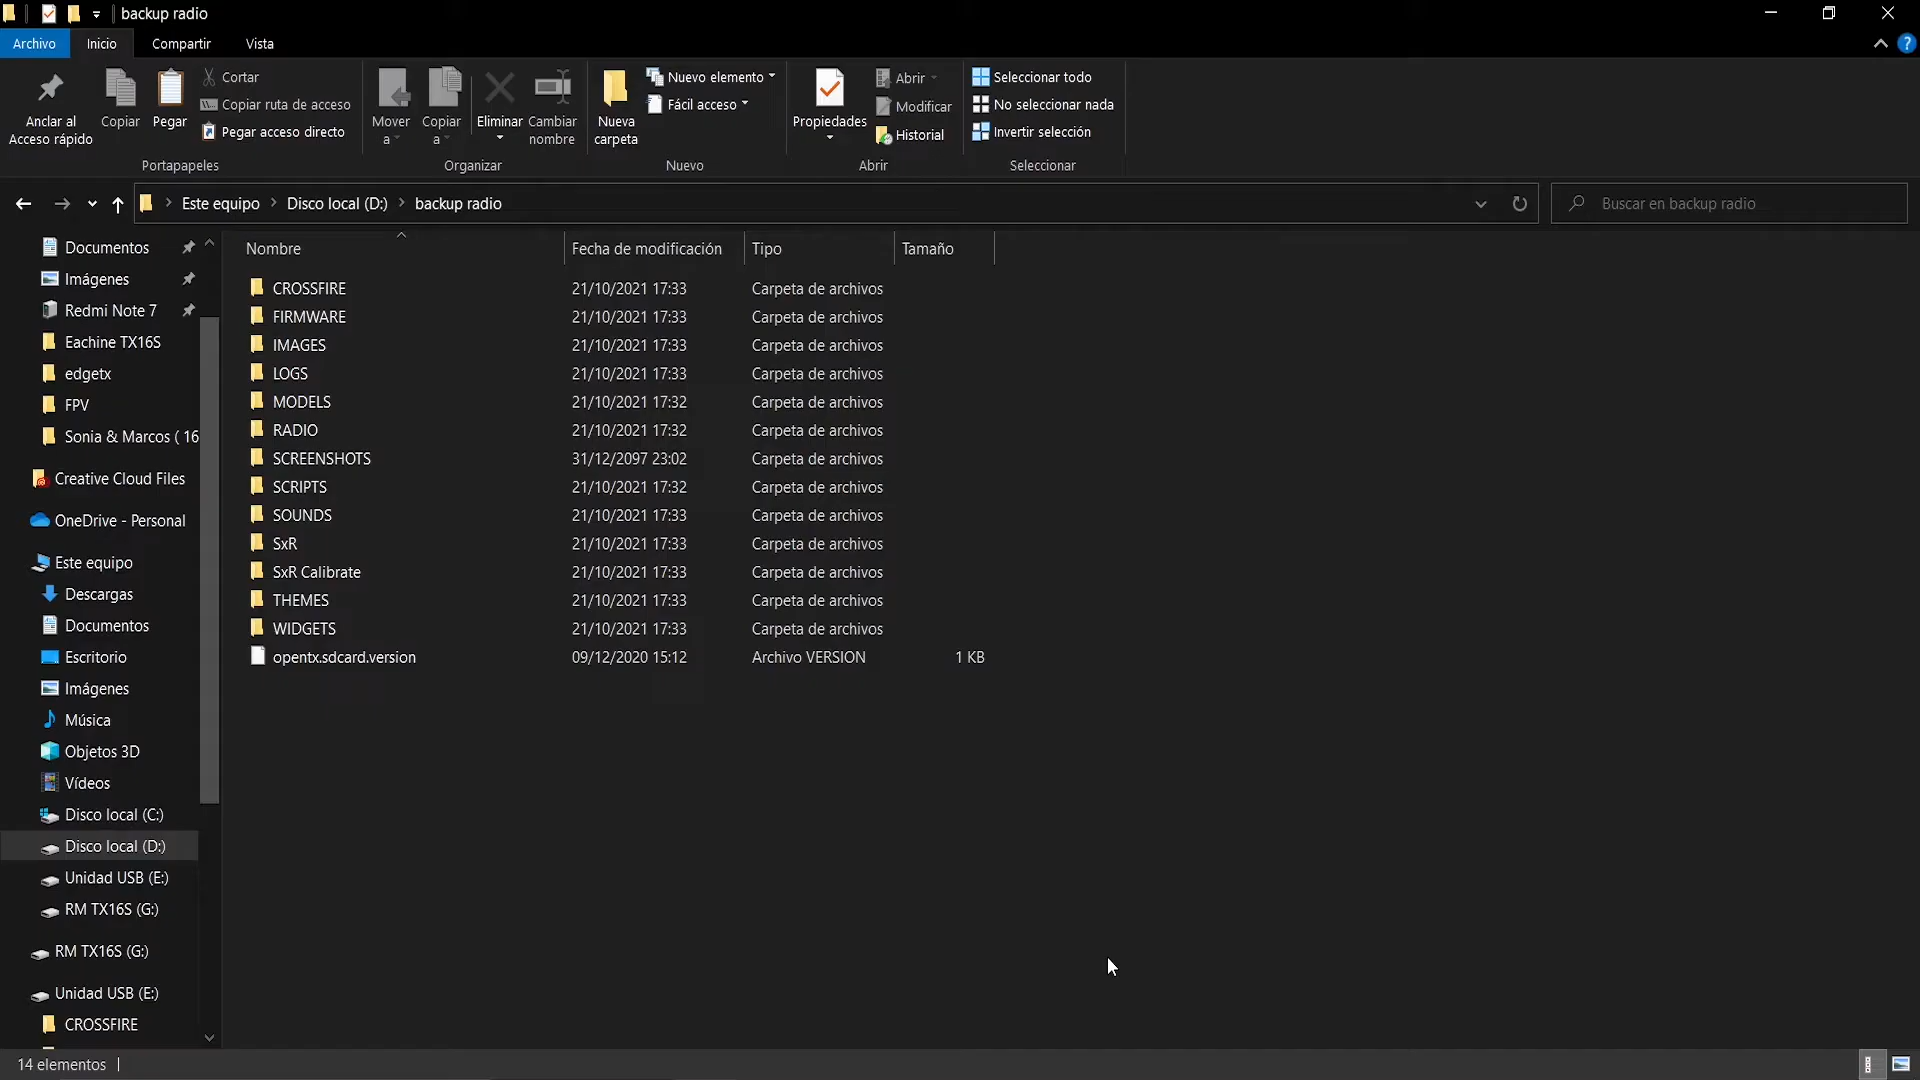 backup radio
Archivo Inicio Compartir Vista
Anclar al
Acceso rápido
Copiar
Pegar
Cortar
Copiar ruta de acceso
Pegar acceso directo
Portapapeles
Mover
a
Copiar
a
Eliminar
Cambiar
nombre
Organizar
Nueva
carpeta
Nuevo elemento
Fácil acceso
Nuevo
Propiedades
Abrir
Modificar
Historial
Abrir
Seleccionar todo
No seleccionar nada
Invertir selección
Seleccionar
Este equipo > Disco local (D:) > backup radio
Buscar en backup radio
Documentos
Imágenes
Redmi Note 7
Eachine TX16S
edgetx
FPV
Sonia & Marcos ( 16
Creative Cloud Files
OneDrive - Personal
Este equipo
Descargas
Documentos
Escritorio
Imágenes
Música
Objetos 3D
Vídeos
Disco local (C:)
Disco local (D:)
Unidad USB (E:)
RM TX16S (G:)
RM TX16S (G:)
Unidad USB (E:)
CROSSFIRE
Nombre Fecha de modificación Tipo Tamaño
CROSSFIRE 21/10/2021 17:33 Carpeta de archivos
FIRMWARE 21/10/2021 17:33 Carpeta de archivos
IMAGES 21/10/2021 17:33 Carpeta de archivos
LOGS 21/10/2021 17:33 Carpeta de archivos
MODELS 21/10/2021 17:32 Carpeta de archivos
RADIO 21/10/2021 17:32 Carpeta de archivos
SCREENSHOTS 31/12/2097 23:02 Carpeta de archivos
SCRIPTS 21/10/2021 17:32 Carpeta de archivos
SOUNDS 21/10/2021 17:33 Carpeta de archivos
SxR 21/10/2021 17:33 Carpeta de archivos
SxR Calibrate 21/10/2021 17:33 Carpeta de archivos
THEMES 21/10/2021 17:33 Carpeta de archivos
WIDGETS 21/10/2021 17:33 Carpeta de archivos
opentx.sdcard.version 09/12/2020 15:12 Archivo VERSION 1 KB
14 elementos